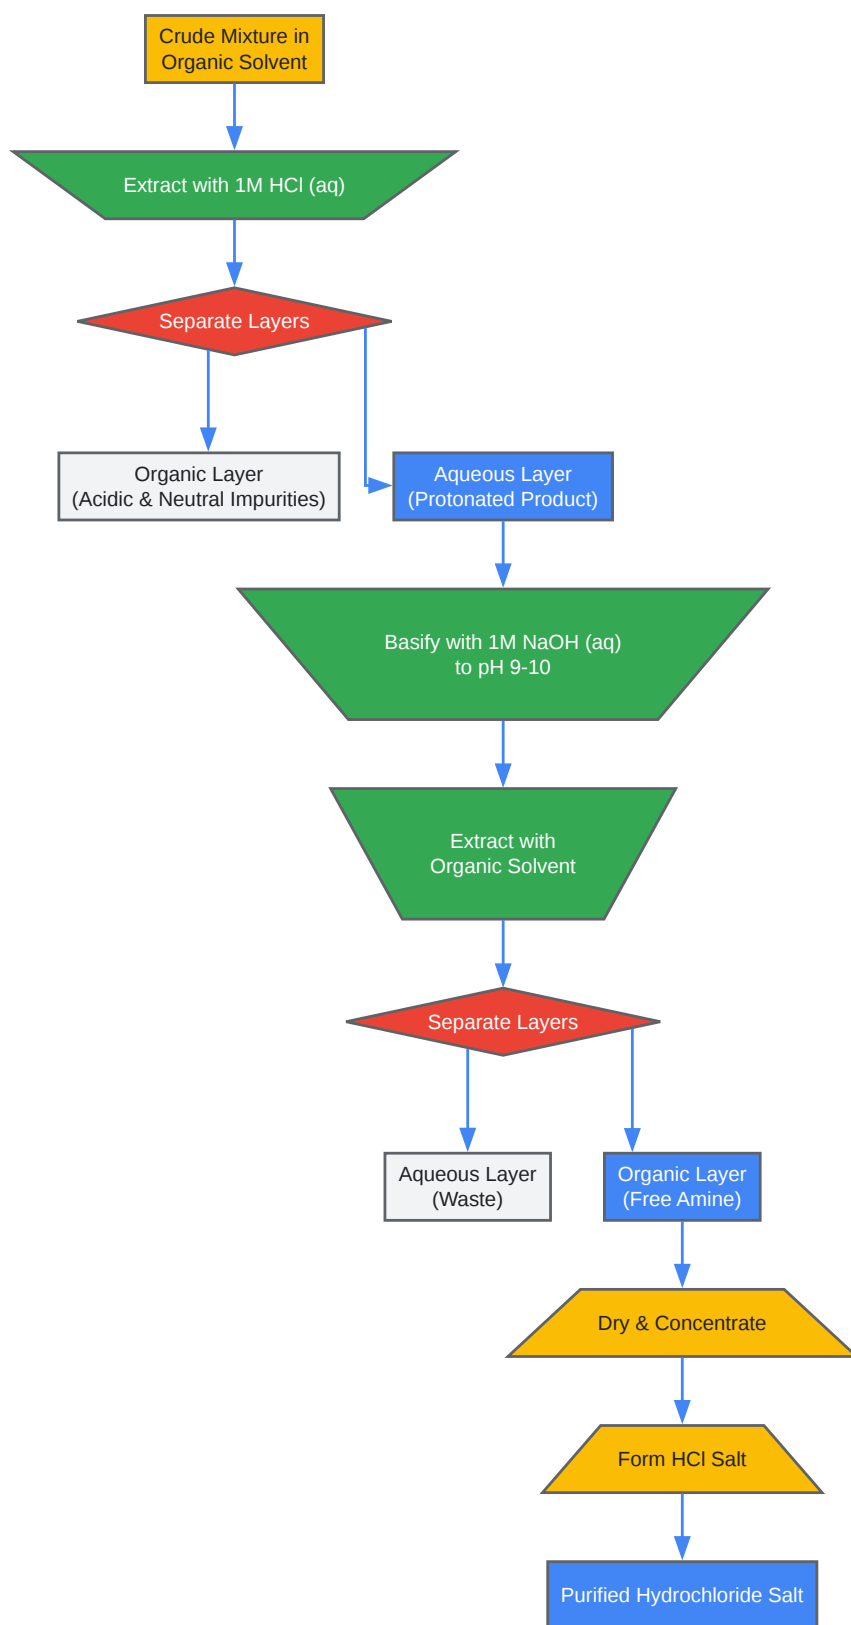 Crude Mixture in
Organic Solvent
Extract with 1M HCl (aq)
Separate Layers
Organic Layer
(Acidic & Neutral Impurities)
Aqueous Layer
(Protonated Product)
Basify with 1M NaOH (aq)
to pH 9-10
Extract with
Organic Solvent
Separate Layers
Aqueous Layer
(Waste)
Organic Layer
(Free Amine)
Dry & Concentrate
Form HCl Salt
Purified Hydrochloride Salt